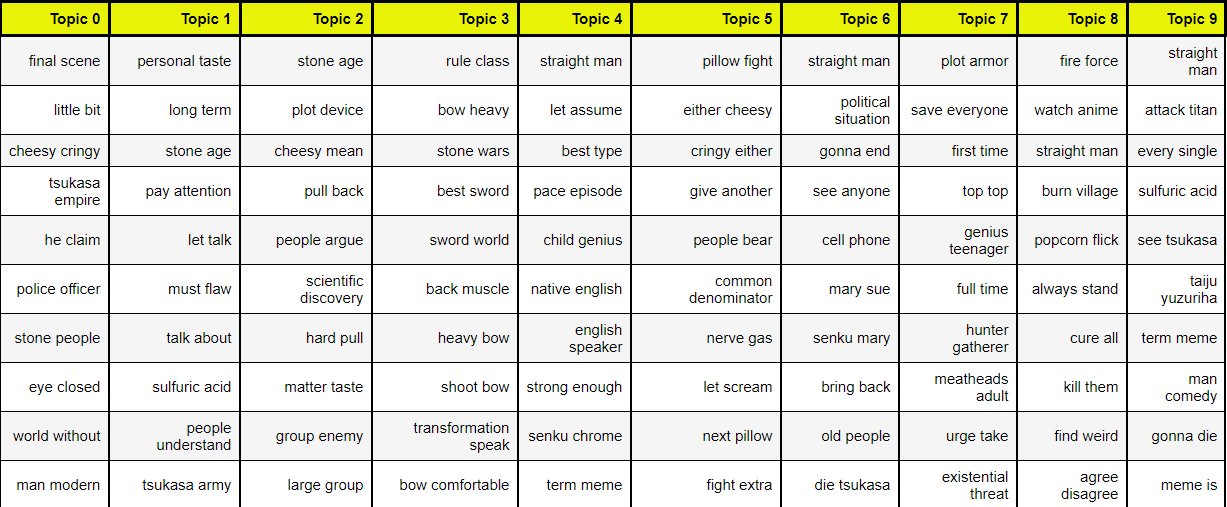 Topic 0 Topic 1 Topic 2 Topic 3 Topic 4 Topic 5 Topic 6 Topic 7 Topic 8 Topic 9
final scene personal taste stone age rule class straight man pillow fight straight man plot armor fire force straight man
little bit long term plot device bow heavy let assume either cheesy political situation save everyone watch anime attack titan
cheesy cringy stone age cheesy mean stone wars best type cringy either gonna end first time straight man every single
tsukasa empire pay attention pull back best sword pace episode give another see anyone top top burn village sulfuric acid
he claim let talk people argue sword world child genius people bear cell phone genius teenager popcorn flick see tsukasa
police officer must flaw scientific discovery back muscle native english common denominator mary sue full time always stand taiju yuzuriha
stone people talk about hard pull heavy bow english speaker nerve gas senku mary hunter gatherer cure all term meme
eye closed sulfuric acid matter taste shoot bow strong enough let scream bring back meatheads adult kill them man comedy
world without people understand group enemy transformation speak senku chrome next pillow old people urge take find weird gonna die
man modern tsukasa army large group bow comfortable term meme fight extra die tsukasa existential threat agree disagree meme is